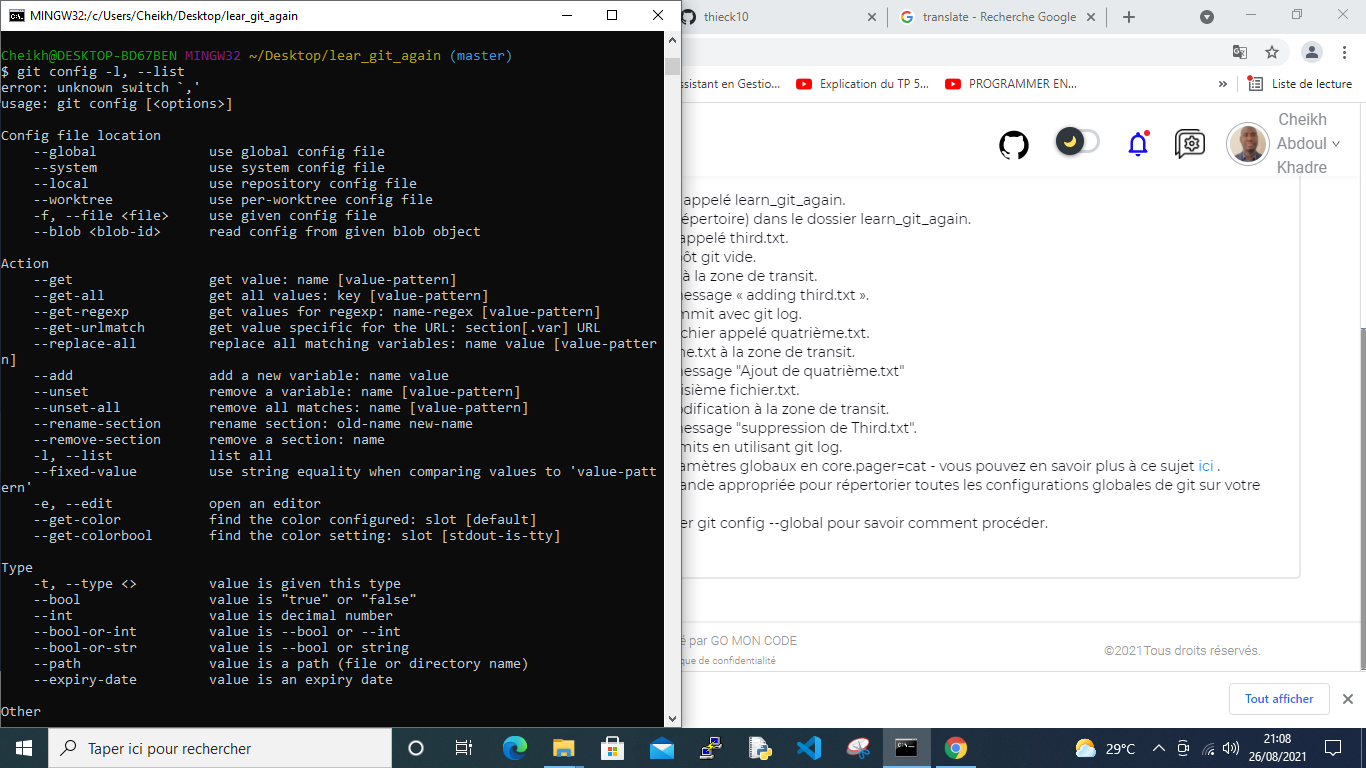 MINGW32:/c/Users/Cheikh/Desktop/lear_git_again
Cheikh@DESKTOP-BD67BEN MINGW32 ~/Desktop/lear_git_again (master)
$ git config -l, --list
error: unknown switch `,'
usage: git config [<options>]
Config file location
--global use global config file
--system use system config file
--local use repository config file
--worktree use per-worktree config file
-f, --file <file> use given config file
--blob <blob-id> read config from given blob object
Action
--get get value: name [value-pattern]
--get-all get all values: key [value-pattern]
--get-regexp get values for regexp: name-regex [value-pattern]
--get-urlmatch get value specific for the URL: section[.var] URL
--replace-all replace all matching variables: name value [value-patter
n]
--add add a new variable: name value
--unset remove a variable: name [value-pattern]
--unset-all remove all matches: name [value-pattern]
--rename-section rename section: old-name new-name
--remove-section remove a section: name
-l, --list list all
--fixed-value use string equality when comparing values to 'value-patt
ern'
-e, --edit open an editor
--get-color find the color configured: slot [default]
--get-colorbool find the color setting: slot [stdout-is-tty]
Type
-t, --type <> value is given this type
--bool value is "true" or "false"
--int value is decimal number
--bool-or-int value is --bool or --int
--bool-or-str value is --bool or string
--path value is a path (file or directory name)
--expiry-date value is an expiry date
Other
thieck10
translate - Recherche Google
ssistant en Gestio...
Explication du TP 5...
PROGRAMMER EN...
»
Liste de lecture
Cheikh
Abdoul
Khadre
appelé learn_git_again.
épertoire) dans le dossier learn_git_again.
appelé third.txt.
ôt git vide.
à la zone de transit.
nessage « adding third.txt ».
mmit avec git log.
chier appelé quatrième.txt.
ne.txt à la zone de transit.
nessage "Ajout de quatrième.txt"
isième fichier.txt.
odification à la zone de transit.
nessage "suppression de Third.txt".
mits en utilisant git log.
amètres globaux en core.pager=cat - vous pouvez en savoir plus à ce sujet ici .
ande appropriée pour répertorier toutes les configurations globales de git sur votre
er git config --global pour savoir comment procéder.
é par GO MON CODE
que de confidentialité
©2021Tous droits réservés.
Tout afficher
Taper ici pour rechercher
29°C
21:08
26/08/2021